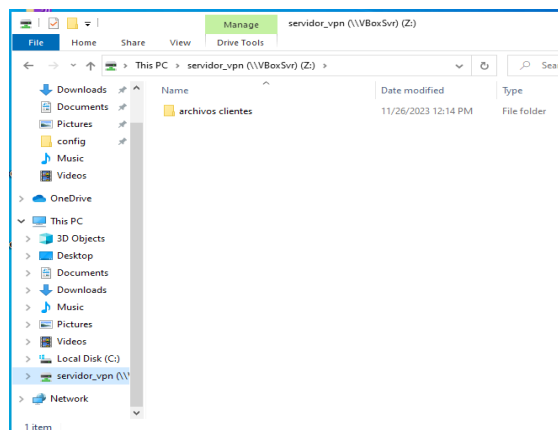 Manage servidor_vpn (\\VBoxSvr) (Z:)
File Home Share View Drive Tools
This PC > servidor_vpn (\\VBoxSvr) (Z:) > Sea
Name Date modified Type
archivos clientes 11/26/2023 12:14 PM File folder
Downloads
Documents
Pictures
config
Music
Videos
OneDrive
This PC
3D Objects
Desktop
Documents
Downloads
Music
Pictures
Videos
Local Disk (C:)
servidor_vpn (\\
Network
1 item